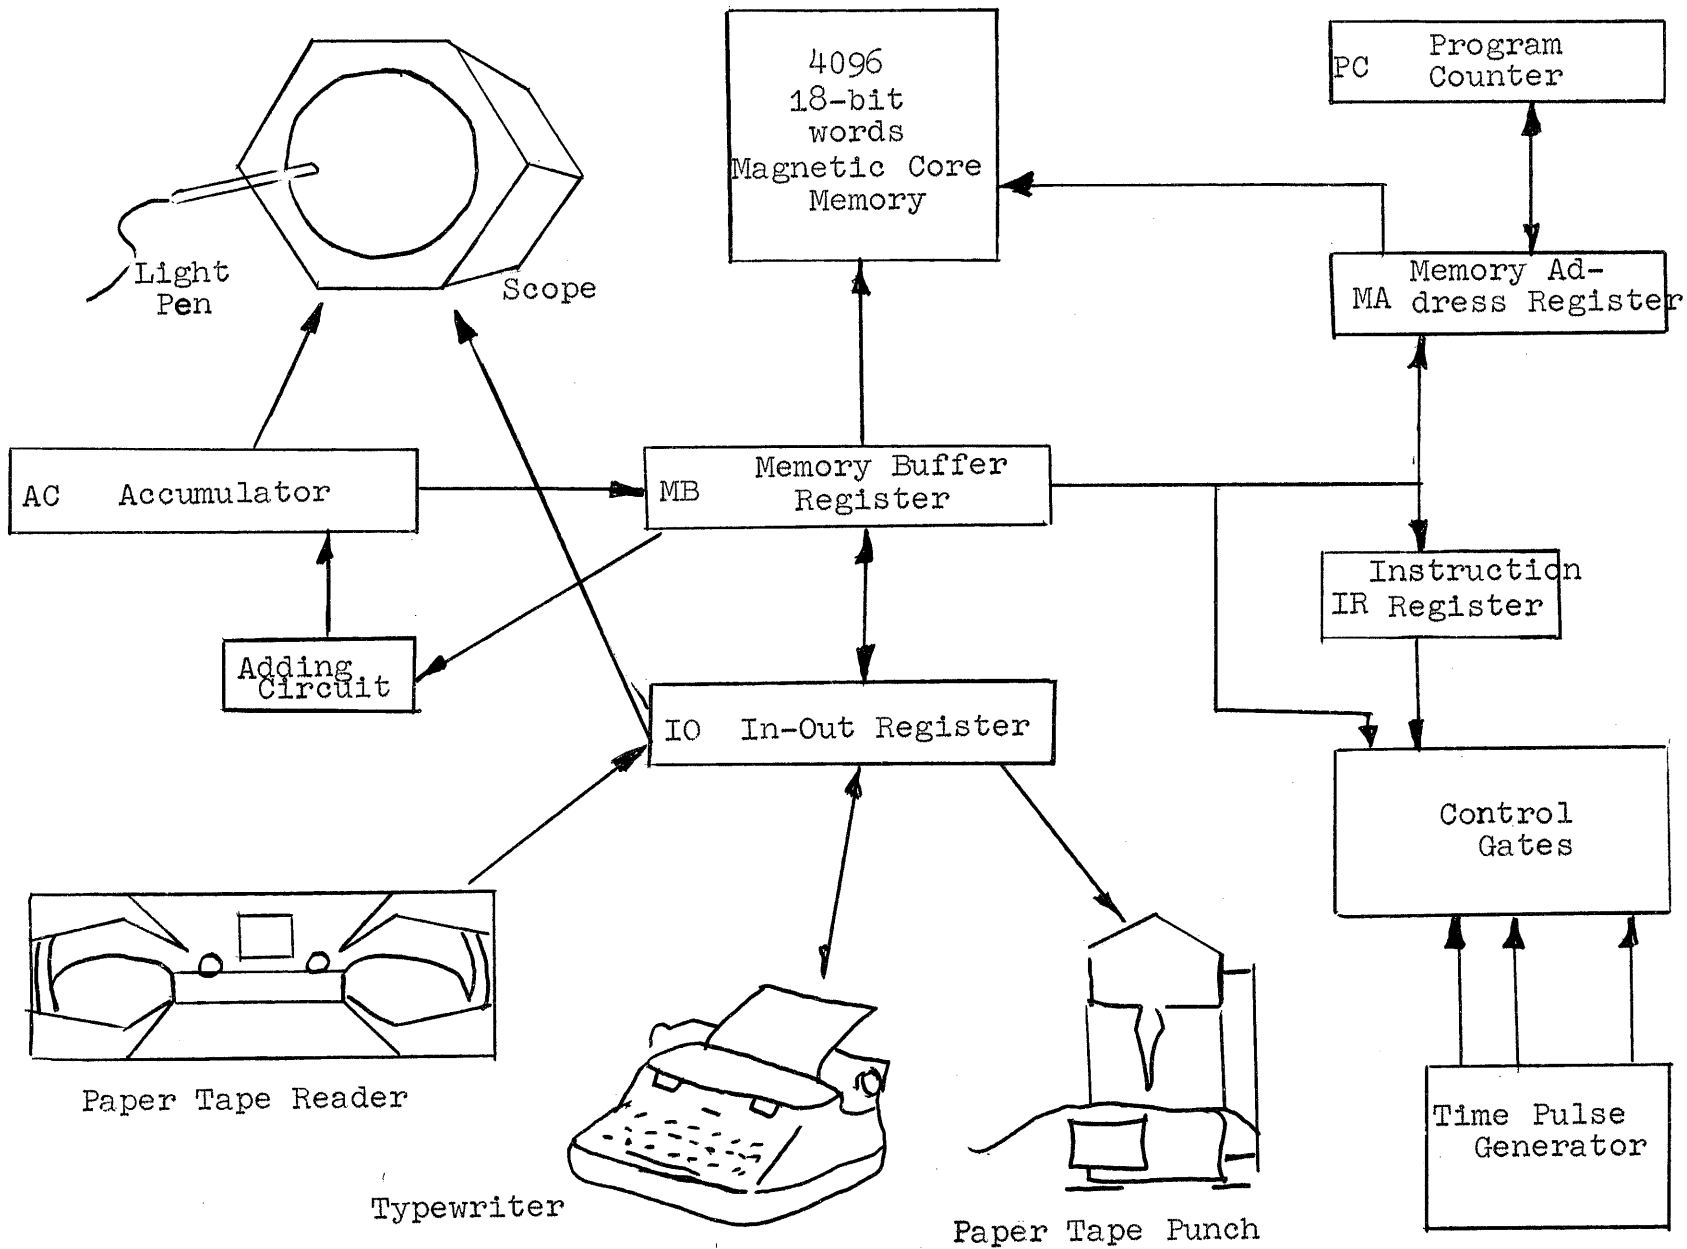 4096
18-bit
words
Magnetic Core
Memory
PC
Program
Counter
Light
Pen
Scope
MA
Memory Ad-
dress Register
AC Accumulator
MB
Memory Buffer
Register
Instruction
IR Register
Adding
Circuit
IO In-Out Register
Control
Gates
Paper Tape Reader
Typewriter
Paper Tape Punch
Time Pulse
Generator